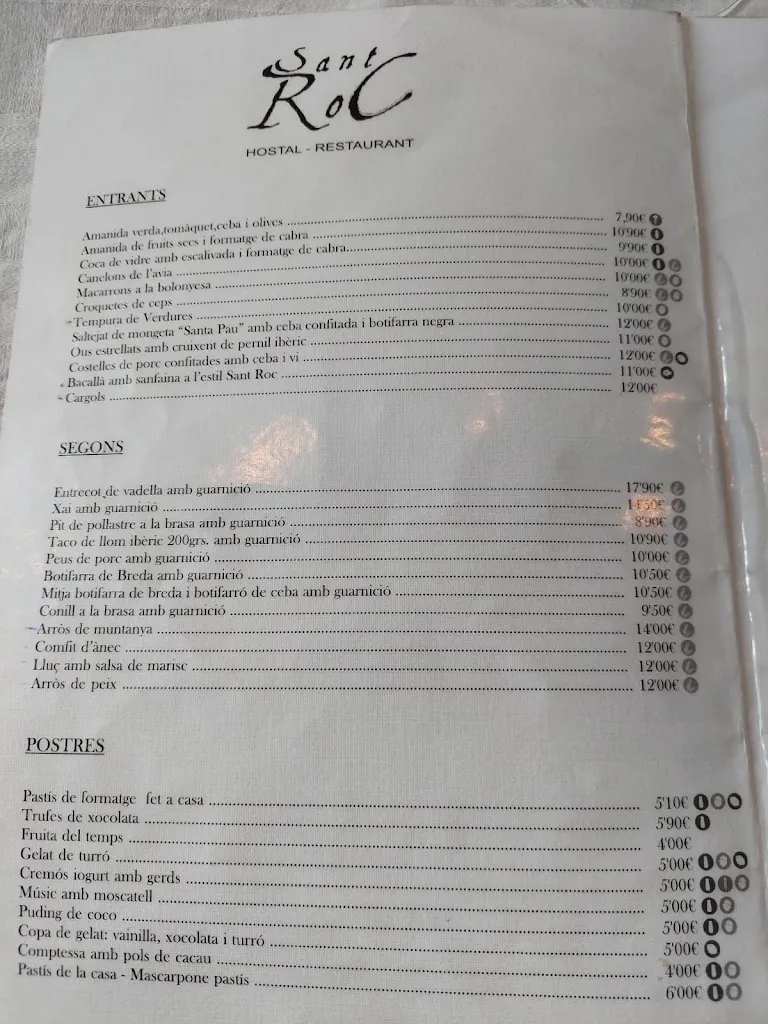 Sant
Roc
HOSTAL - RESTAURANT
ENTRANTS
Amanida verda,tomàquet,ceba i olives 7,90€
Amanida de fruits secs i formatge de cabra 10'90€
Coca de vidre amb escalivada i formatge de cabra 9'90€
Canelons de l'avia 10'00€
Macarrons a la bolonyesa 10'00€
Croquetes de ceps 8'90€
Tempura de Verdures 10'00€
Saltejat de mongeta "Santa Pau" amb ceba confitada i botifarra negra 12'00€
Ous estrellats amb cruixent de pernil ibèric 11'00€
Costelles de porc confitades amb ceba i vi 12'00€
Bacallà amb sanfaina a l'estil Sant Roc 11'00€
Cargols 12'00€
SEGONS
Entrecot de vadella amb guarnició 17'90€
Xai amb guarnició
Pit de pollastre a la brasa amb guarnició 8'90€
Taco de llom ibèric 200grs. amb guarnició 10'90€
Peus de porc amb guarnició 10'00€
Botifarra de Breda amb guarnició 10'50€
Mitja botifarra de breda i botifarró de ceba amb guarnició 10'50€
Conill a la brasa amb guarnició 9'50€
Arròs de muntanya 14'00€
Comfit d'ànec 12'00€
Lluç amb salsa de marisc 12'00€
Arròs de peix 12'00€
POSTRES
Pastís de formatge fet a casa 5'10€
Trufes de xocolata 5'90€
Fruita del temps 4'00€
Gelat de turró 5'00€
Cremós iogurt amb gerds 5'00€
Músic amb moscatell 5'00€
Puding de coco 5'00€
Copa de gelat: vainilla, xocolata i turró 5'00€
Comptessa amb pols de cacau 4'00€
Pastís de la casa - Mascarpone pastís 6'00€